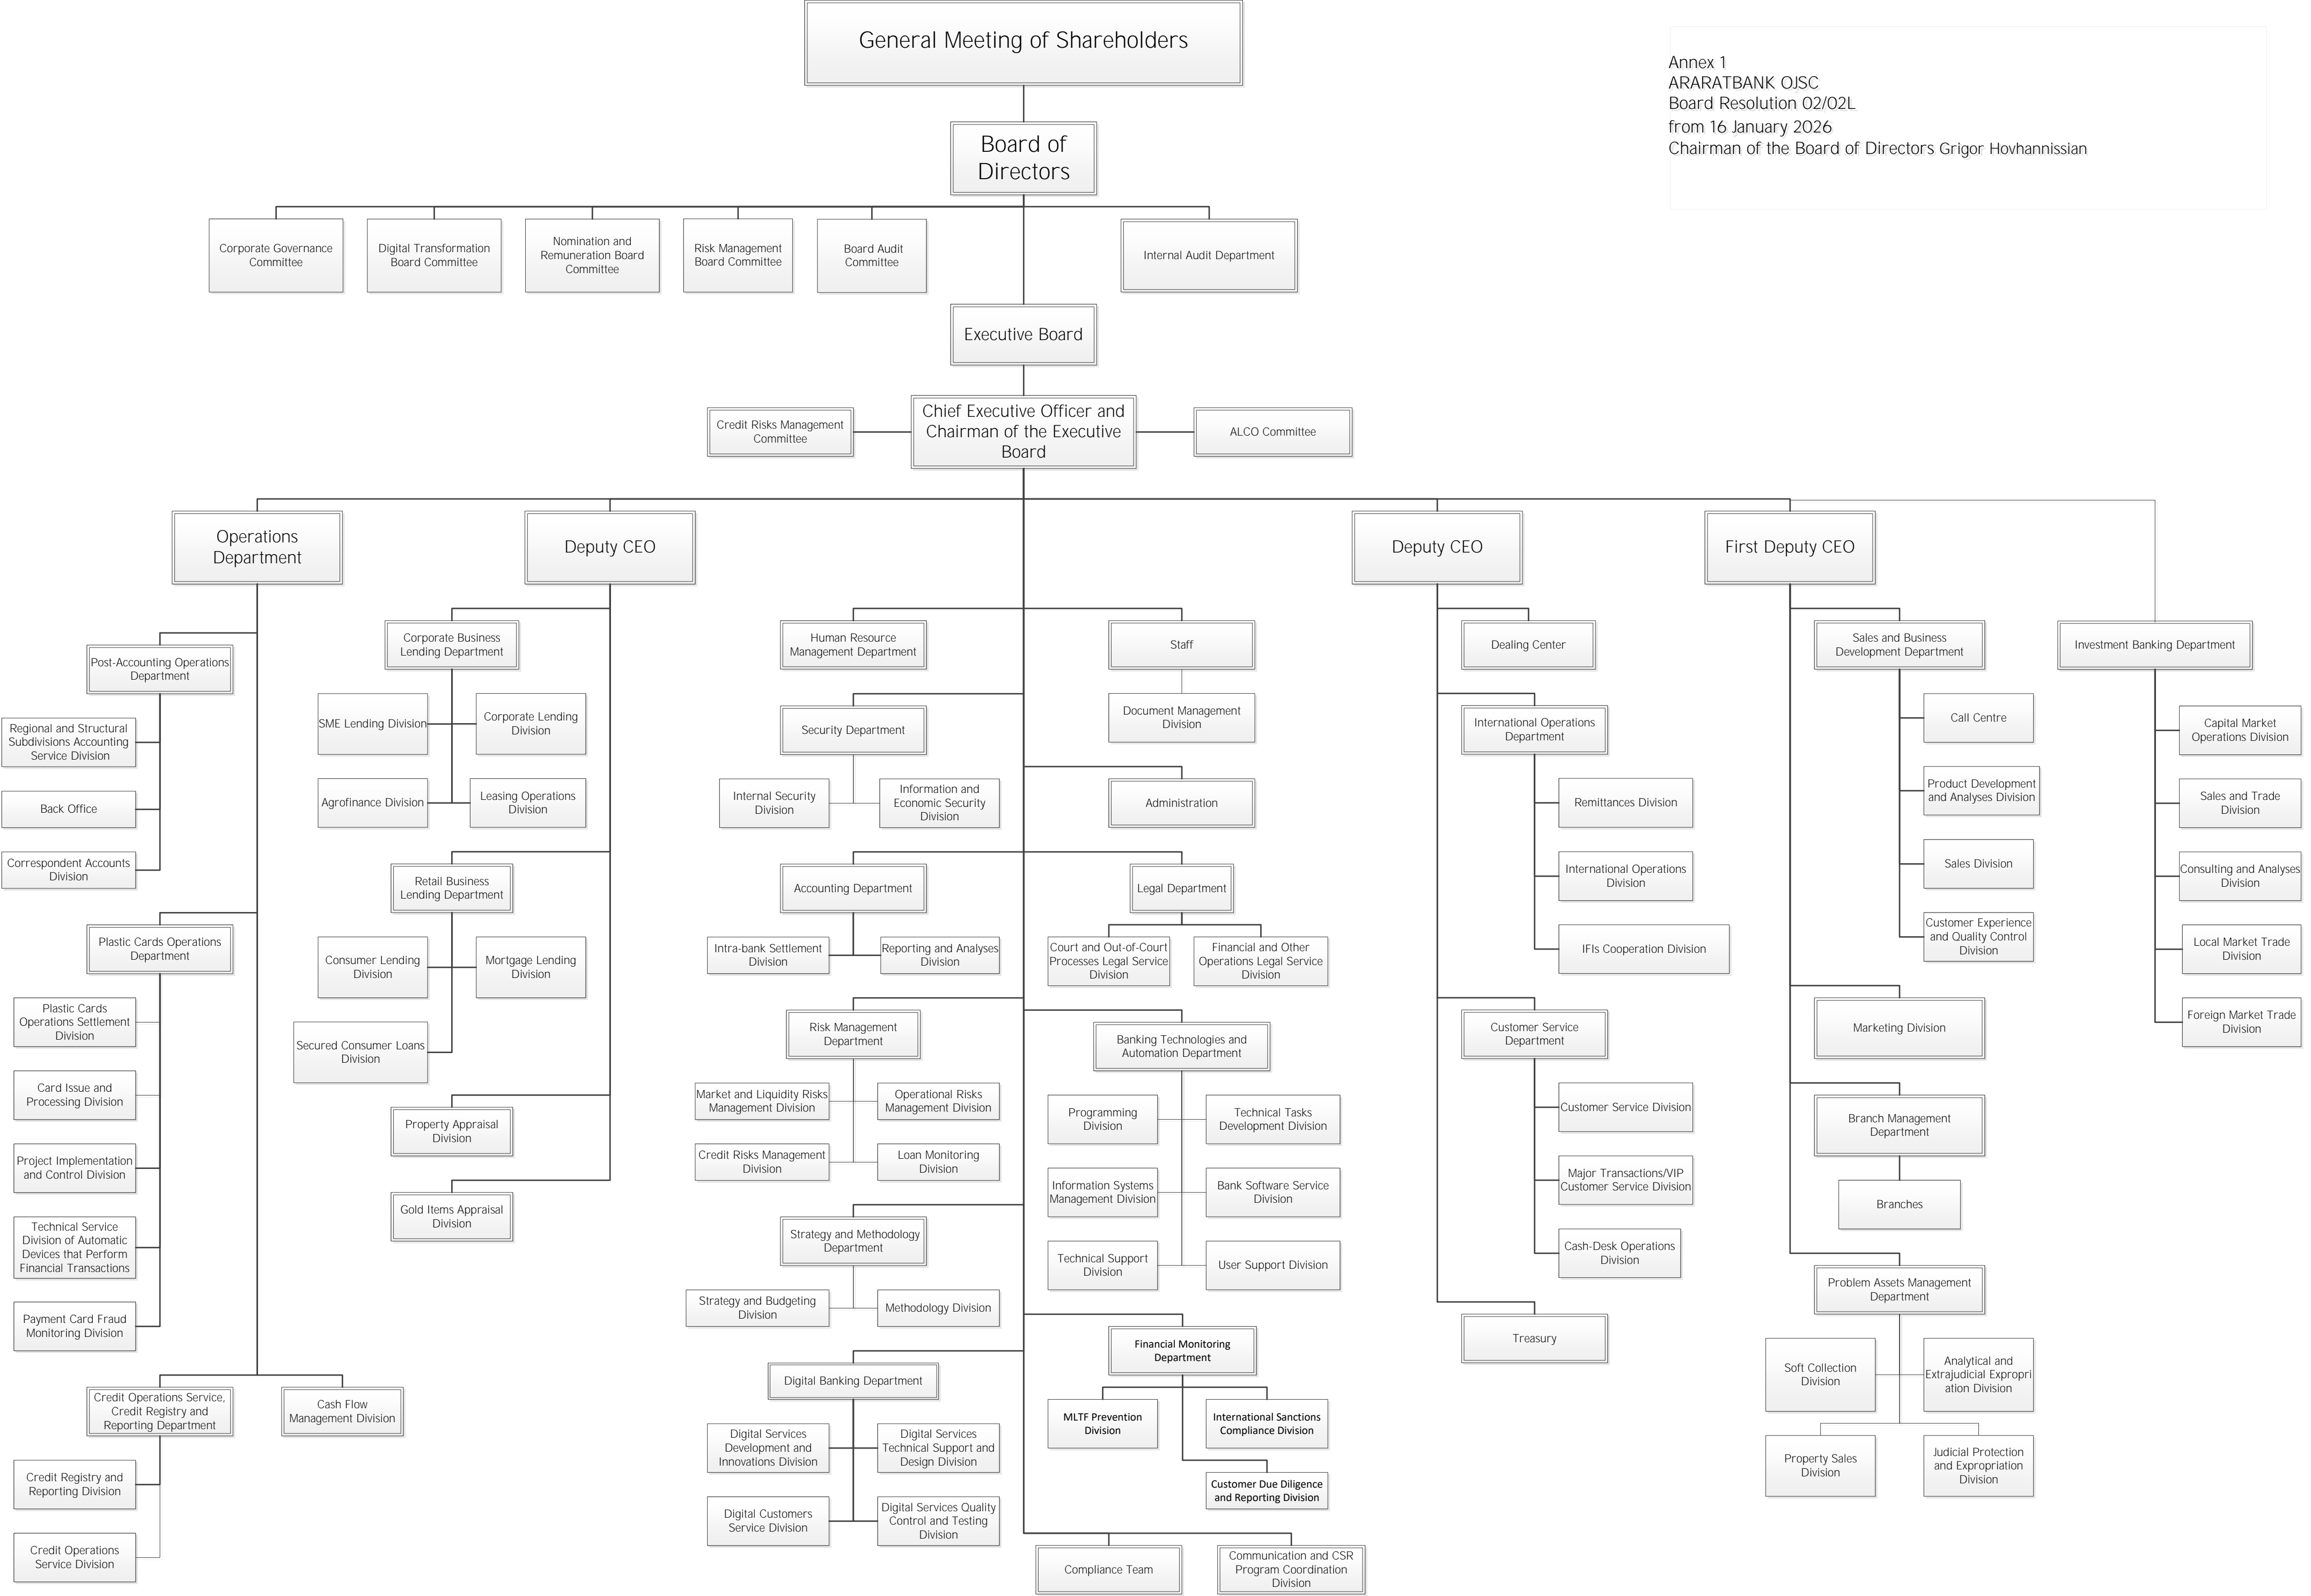 General Meeting of Shareholders
Annex 1
ARARATBANK OJSC
Board Resolution 02/02L
from 16 January 2026
Chairman of the Board of Directors Grigor Hovhannissian
Board of
Directors
Corporate Governance
Committee
Digital Transformation
Board Committee
Nomination and
Remuneration Board
Committee
Risk Management
Board Committee
Board Audit
Committee
Internal Audit Department
Executive Board
Credit Risks Management
Committee
Chief Executive Officer and
Chairman of the Executive
Board
ALCO Committee
Operations
Department
Deputy CEO
Deputy CEO
First Deputy CEO
Post-Accounting Operations
Department
Regional and Structural
Subdivisions Accounting
Service Division
Back Office
Correspondent Accounts
Division
Plastic Cards Operations
Department
Plastic Cards
Operations Settlement
Division
Card Issue and
Processing Division
Project Implementation
and Control Division
Technical Service
Division of Automatic
Devices that Perform
Financial Transactions
Payment Card Fraud
Monitoring Division
Credit Operations Service,
Credit Registry and
Reporting Department
Cash Flow
Management Division
Credit Registry and
Reporting Division
Credit Operations
Service Division
Corporate Business
Lending Department
SME Lending Division
Corporate Lending
Division
Agrofinance Division
Leasing Operations
Division
Retail Business
Lending Department
Consumer Lending
Division
Mortgage Lending
Division
Secured Consumer Loans
Division
Property Appraisal
Division
Gold Items Appraisal
Division
Human Resource
Management Department
Staff
Document Management
Division
Security Department
Internal Security
Division
Information and
Economic Security
Division
Administration
Accounting Department
Intra-bank Settlement
Division
Reporting and Analyses
Division
Legal Department
Court and Out-of-Court
Processes Legal Service
Division
Financial and Other
Operations Legal Service
Division
Risk Management
Department
Market and Liquidity Risks
Management Division
Operational Risks
Management Division
Credit Risks Management
Division
Loan Monitoring
Division
Banking Technologies and
Automation Department
Programming
Division
Technical Tasks
Development Division
Information Systems
Management Division
Bank Software Service
Division
Technical Support
Division
User Support Division
Strategy and Methodology
Department
Strategy and Budgeting
Division
Methodology Division
Financial Monitoring
Department
MLTF Prevention
Division
International Sanctions
Compliance Division
Customer Due Diligence
and Reporting Division
Digital Banking Department
Digital Services
Development and
Innovations Division
Digital Services
Technical Support and
Design Division
Digital Customers
Service Division
Digital Services Quality
Control and Testing
Division
Compliance Team
Communication and CSR
Program Coordination
Division
Dealing Center
International Operations
Department
Remittances Division
International Operations
Division
IFIs Cooperation Division
Customer Service
Department
Customer Service Division
Major Transactions/VIP
Customer Service Division
Cash-Desk Operations
Division
Treasury
Sales and Business
Development Department
Call Centre
Product Development
and Analyses Division
Sales Division
Customer Experience
and Quality Control
Division
Marketing Division
Branch Management
Department
Branches
Problem Assets Management
Department
Soft Collection
Division
Analytical and
Extrajudicial Expropri
ation Division
Property Sales
Division
Judicial Protection
and Expropriation
Division
Investment Banking Department
Capital Market
Operations Division
Sales and Trade
Division
Consulting and Analyses
Division
Local Market Trade
Division
Foreign Market Trade
Division